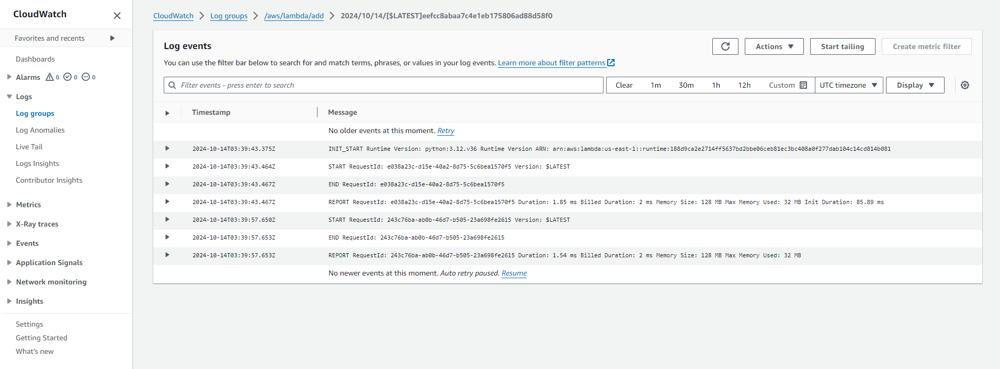 CloudWatch
Favorites and recents
Dashboards
Alarms 0 0 0
Logs
Log groups
Log Anomalies
Live Tail
Logs Insights
Contributor Insights
Metrics
X-Ray traces
Events
Application Signals
Network monitoring
Insights
Settings
Getting Started
What's new
CloudWatch Log groups /aws/lambda/add 2024/10/14/[$LATEST]eefcc8abaa7c4e1eb175806ad88d58f0
Log events
Actions Start tailing Create metric filter
You can use the filter bar below to search for and match terms, phrases, or values in your log events. Learn more about filter patterns
Filter events - press enter to search
Clear 1m 30m 1h 12h Custom UTC timezone Display
Timestamp Message
No older events at this moment. Retry
2024-10-14T03:39:43.375Z INIT_START Runtime Version: python:3.12.v36 Runtime Version ARN: arn:aws:lambda:us-east-1::runtime:188d9ca2e2714ff5637bd2bbe06ceb81ec3bc408a0f277dab104c14cd814b081
2024-10-14T03:39:43.464Z START RequestId: e038a23c-d15e-40a2-8d75-5c6bea1570f5 Version: $LATEST
2024-10-14T03:39:43.467Z END RequestId: e038a23c-d15e-40a2-8d75-5c6bea1570f5
2024-10-14T03:39:43.467Z REPORT RequestId: e038a23c-d15e-40a2-8d75-5c6bea1570f5 Duration: 1.85 ms Billed Duration: 2 ms Memory Size: 128 MB Max Memory Used: 32 MB Init Duration: 85.89 ms
2024-10-14T03:39:57.650Z START RequestId: 243c76ba-ab0b-46d7-b505-23a698fe2615 Version: $LATEST
2024-10-14T03:39:57.653Z END RequestId: 243c76ba-ab0b-46d7-b505-23a698fe2615
2024-10-14T03:39:57.653Z REPORT RequestId: 243c76ba-ab0b-46d7-b505-23a698fe2615 Duration: 1.54 ms Billed Duration: 2 ms Memory Size: 128 MB Max Memory Used: 32 MB
No newer events at this moment. Auto retry paused. Resume